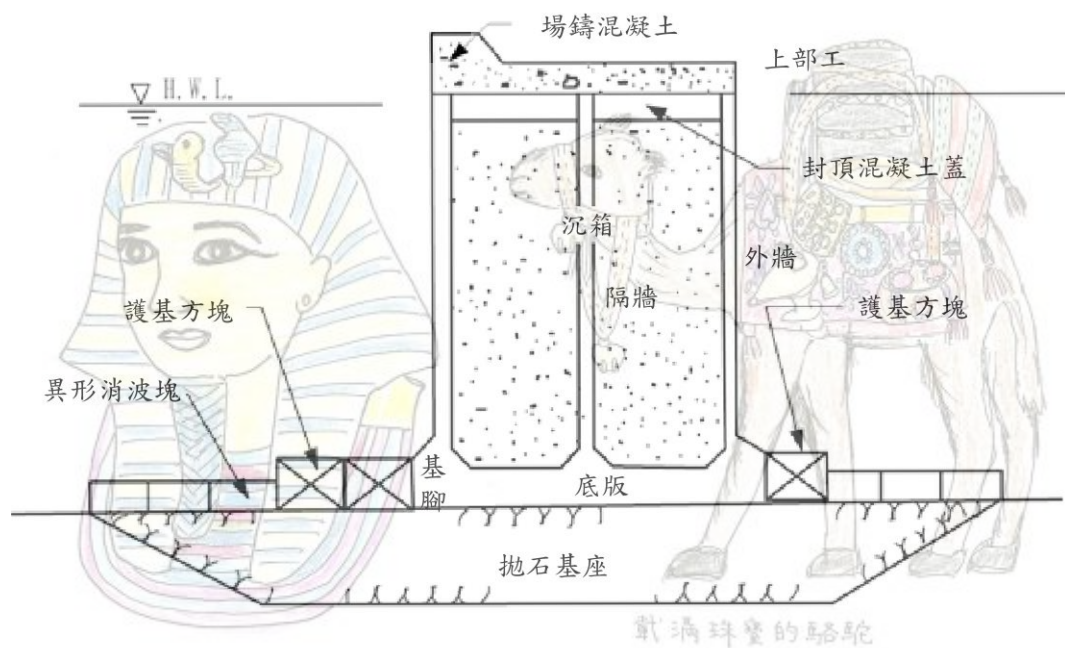 場鑄混凝土
上部工
H.W.L.
封頂混凝土蓋
沉箱
外牆
隔牆
護基方塊
護基方塊
異形消波塊
基腳
底版
拋石基座
載滿珠寶的駱駝